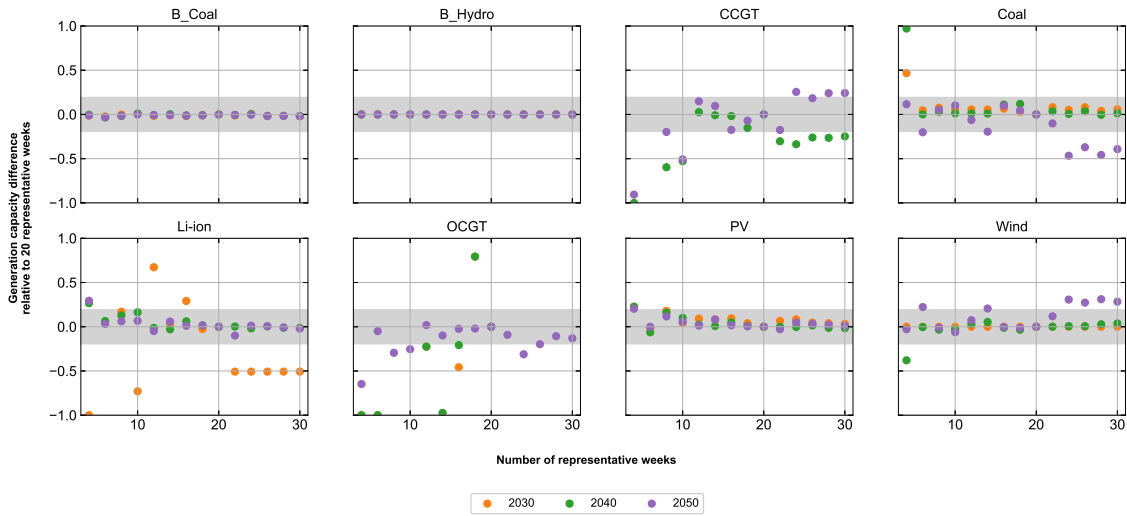 B_Coal B_Hydro CCGT Coal
1.0
0.5
0.0
−0.5
−1.0
Li-ion OCGT PV Wind
1.0
0.5
0.0
−0.5
−1.0
10 20 30 10 20 30 10 20 30 10 20 30
Generation capacity difference
relative to 20 representative weeks
Number of representative weeks
2030 2040 2050